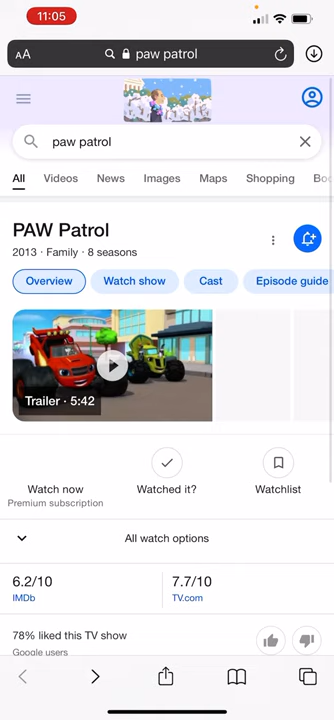 11:05
AA paw patrol
paw patrol
All Videos News Images Maps Shopping Boo
PAW Patrol
2013 · Family · 8 seasons
Overview Watch show Cast Episode guide
Trailer · 5:42
Watch now Watched it? Watchlist
Premium subscription
All watch options
6.2/10 7.7/10
IMDb TV.com
78% liked this TV show
Google users